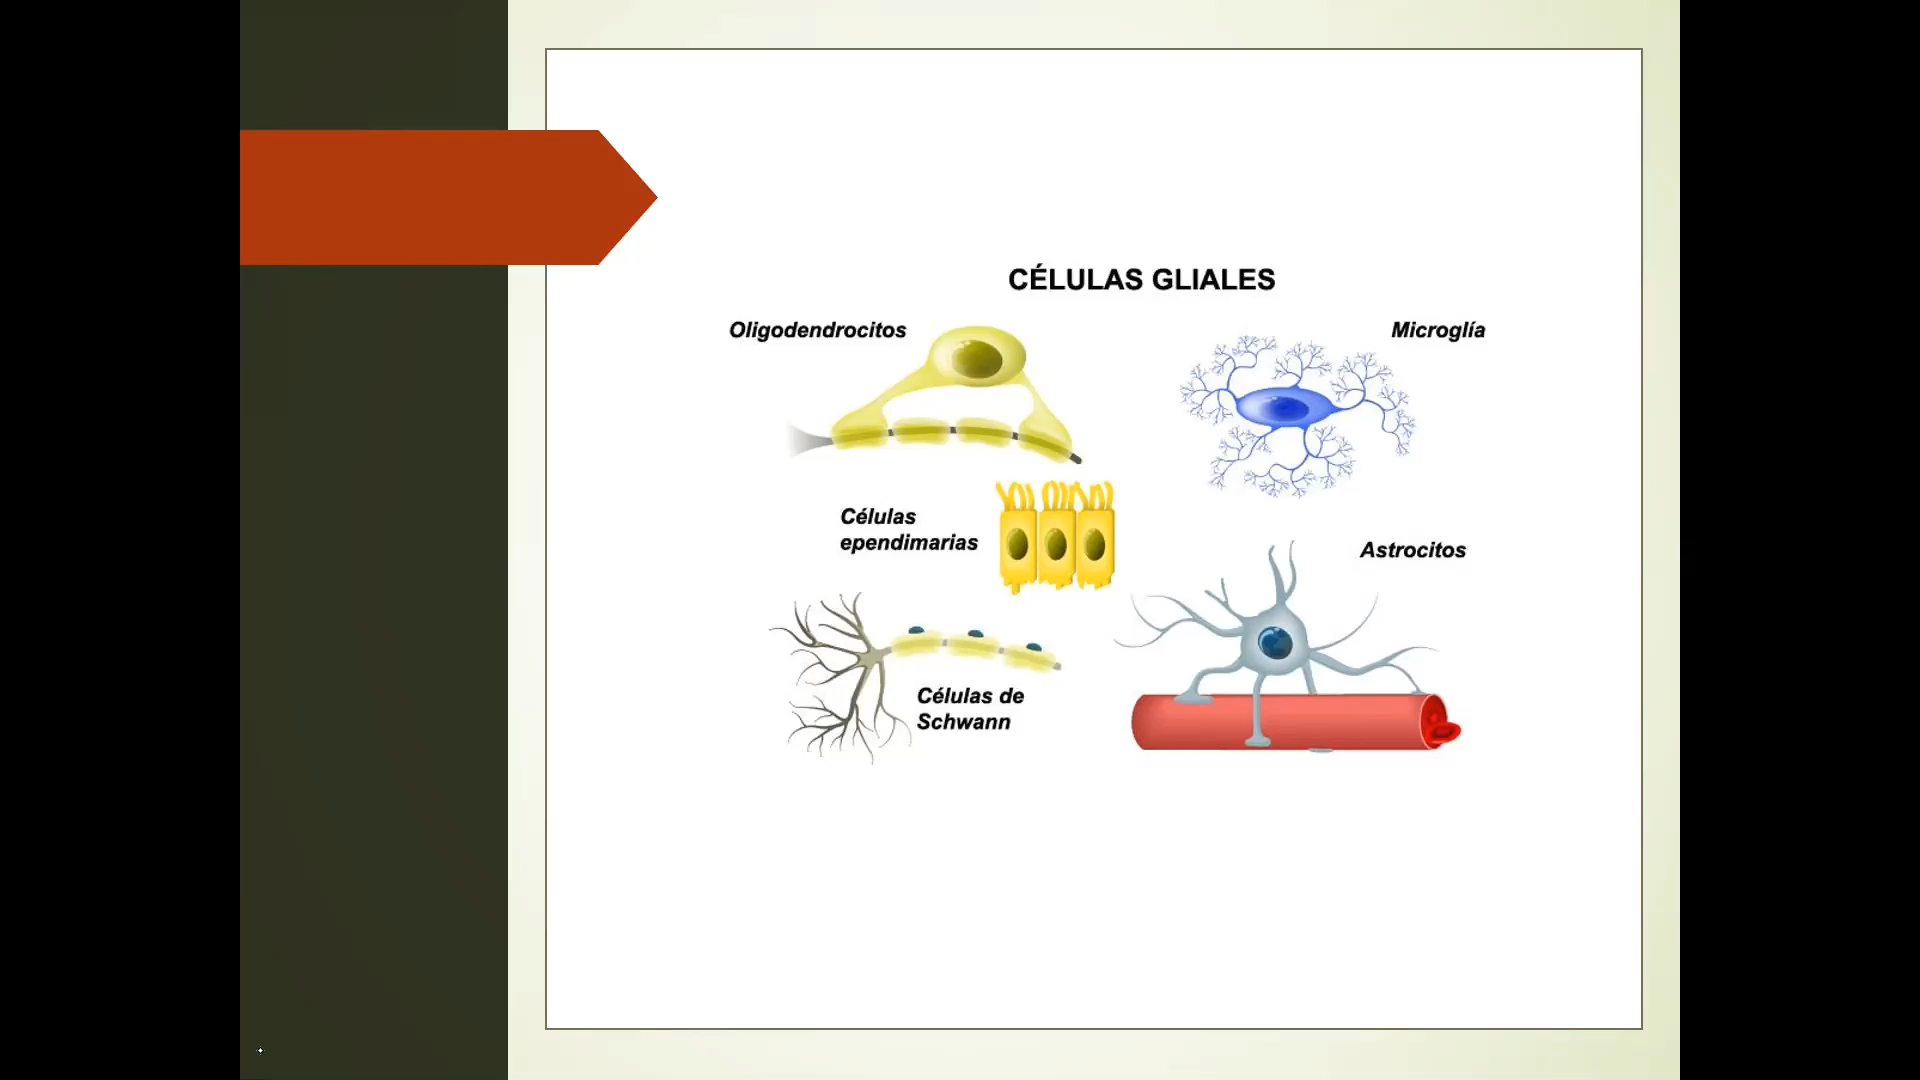 CÉLULAS GLIALES
Oligodendrocitos
Microglía
Células
ependimarias
Astrocitos
Células de
Schwann